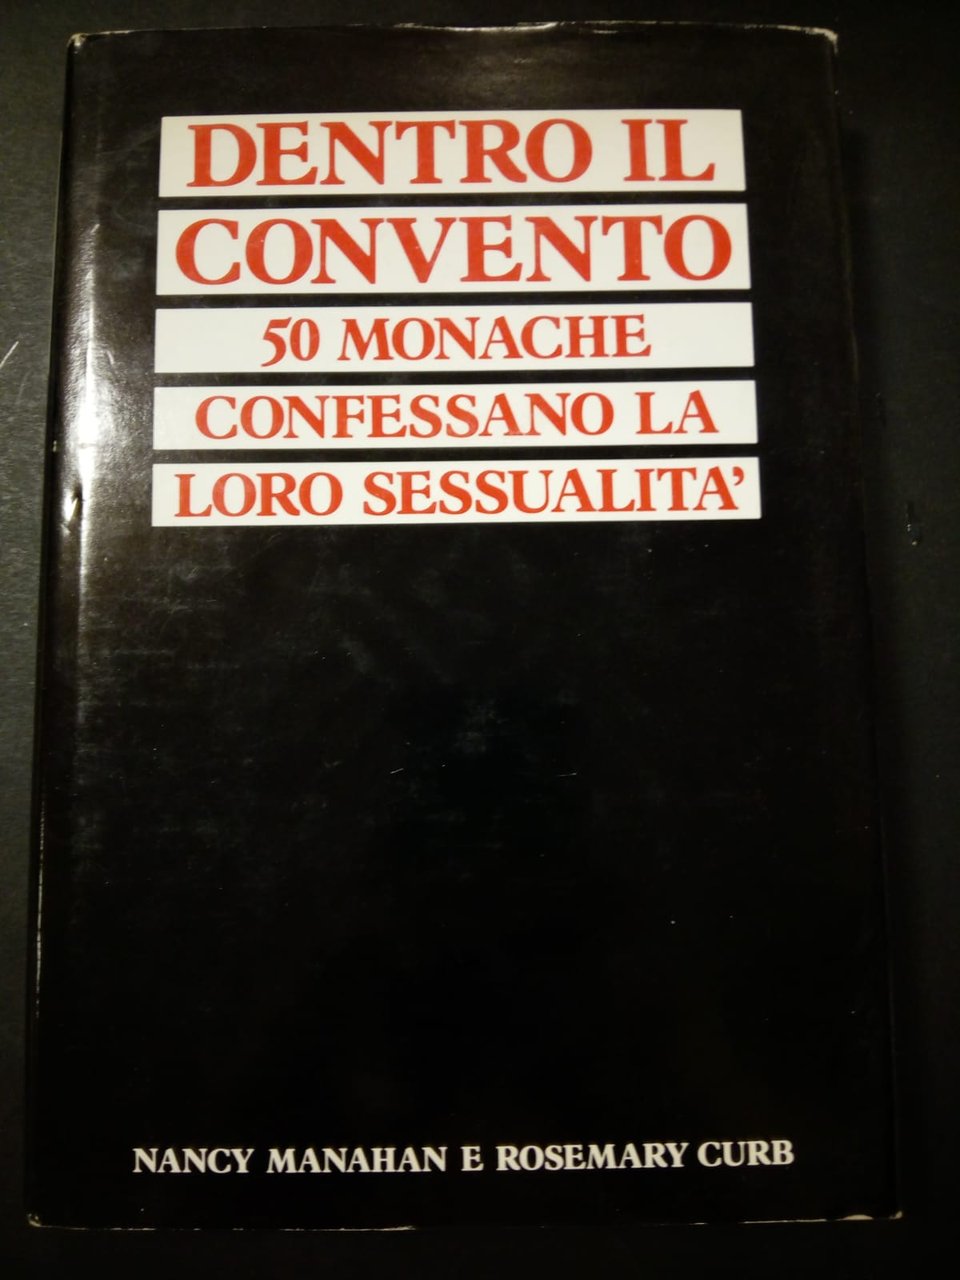 DENTRO IL
CONVENTO
50 MONACHE
CONFESSANO LA
LORO SESSUALITA'
NANCY MANAHAN E ROSEMARY CURB